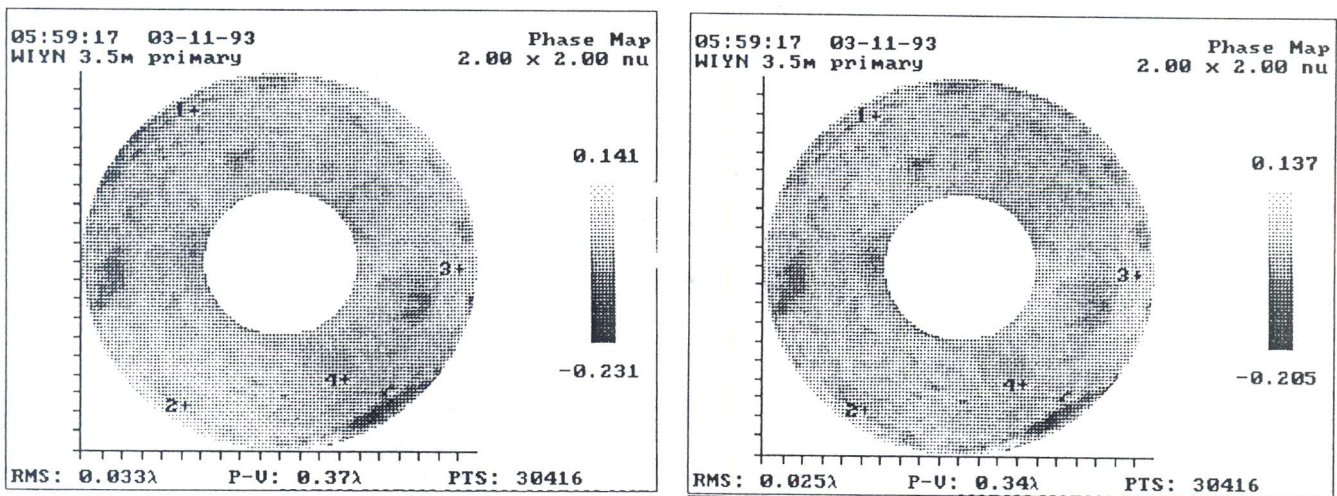 05:59:17 03-11-93 Phase Map
WIYN 3.5m primary 2.00 x 2.00 nu
1+
0.141
3+
-0.231
4+
2+
RMS: 0.033λ P-V: 0.37λ PTS: 30416
05:59:17 03-11-93 Phase Map
WIYN 3.5m primary 2.00 x 2.00 nu
1+
0.137
3+
-0.205
4+
2+
RMS: 0.025λ P-V: 0.34λ PTS: 30416